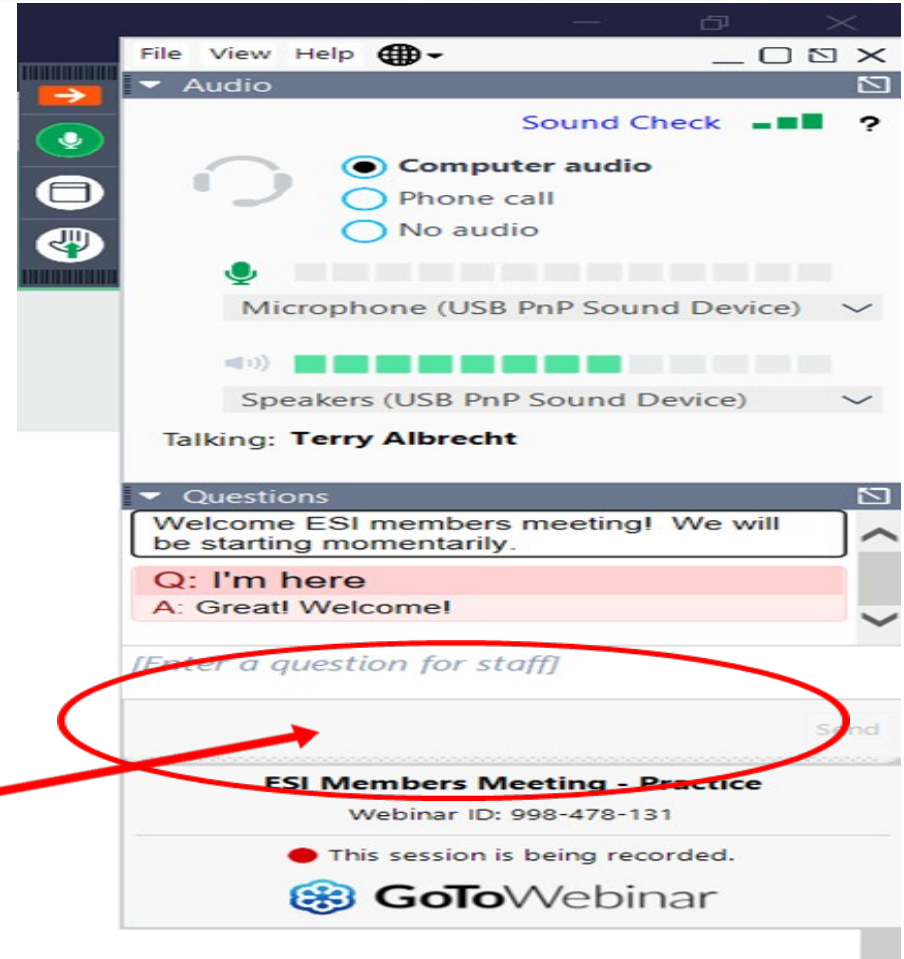 File View Help
Audio
Sound Check ?
Computer audio
Phone call
No audio
Microphone (USB PnP Sound Device)
Speakers (USB PnP Sound Device)
Talking: Terry Albrecht
Questions
Welcome ESI members meeting! We will
be starting momentarily.
Q: I'm here
A: Great! Welcome!
[Enter a question for staff]
Send
ESI Members Meeting - Practice
Webinar ID: 998-478-131
This session is being recorded.
GoToWebinar